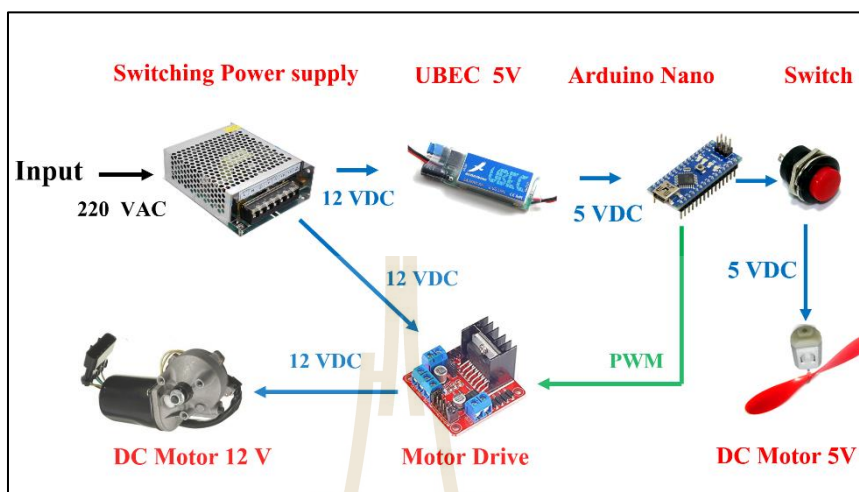 Switching Power supply
UBEC 5V
Arduino Nano
Switch
Input
220 VAC
12 VDC
UBEC
5 VDC
12 VDC
5 VDC
12 VDC
PWM
DC Motor 12 V
Motor Drive
DC Motor 5V